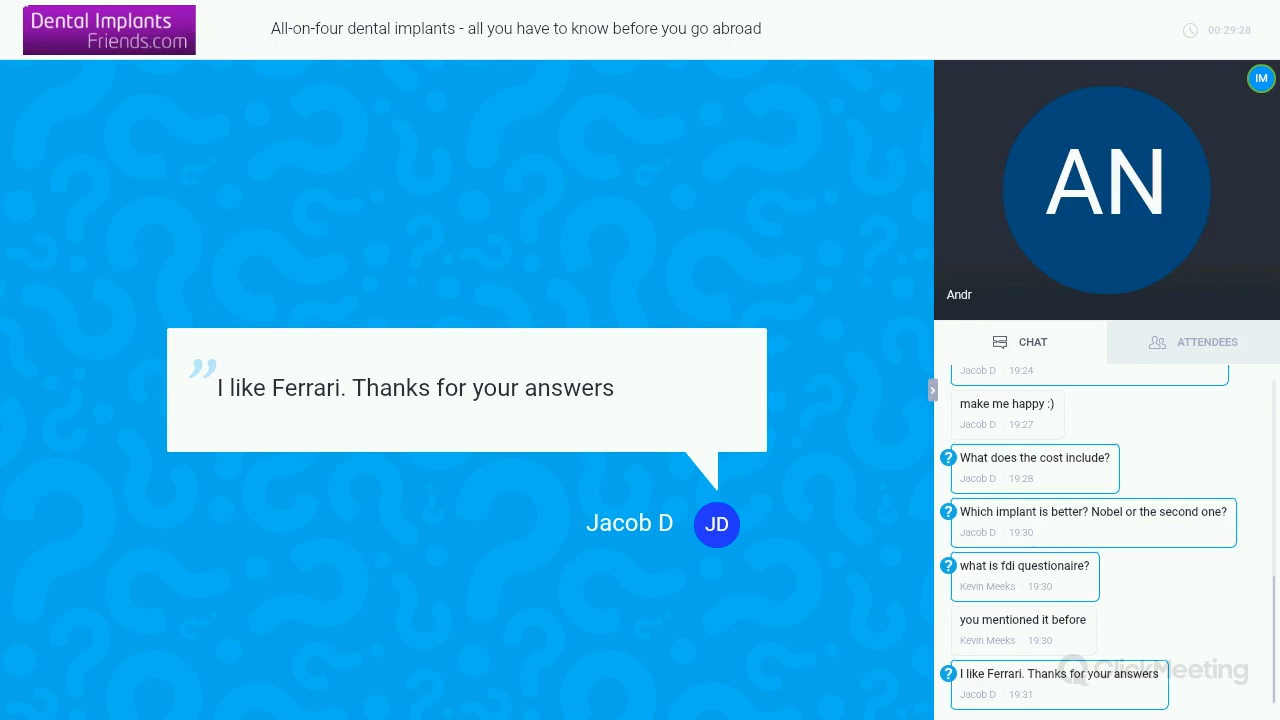 Dental Implants
Friends.com
All-on-four dental implants - all you have to know before you go abroad
00:29:28
IM
AN
Andr
CHAT
ATTENDEES
”
I like Ferrari. Thanks for your answers
Jacob D
JD
Jacob D · 19:24
make me happy :)
Jacob D · 19:27
?
What does the cost include?
Jacob D · 19:28
?
Which implant is better? Nobel or the second one?
Jacob D · 19:30
?
what is fdi questionaire?
Kevin Meeks · 19:30
you mentioned it before
Kevin Meeks · 19:30
?
I like Ferrari. Thanks for your answers
Jacob D · 19:31
ClickMeeting